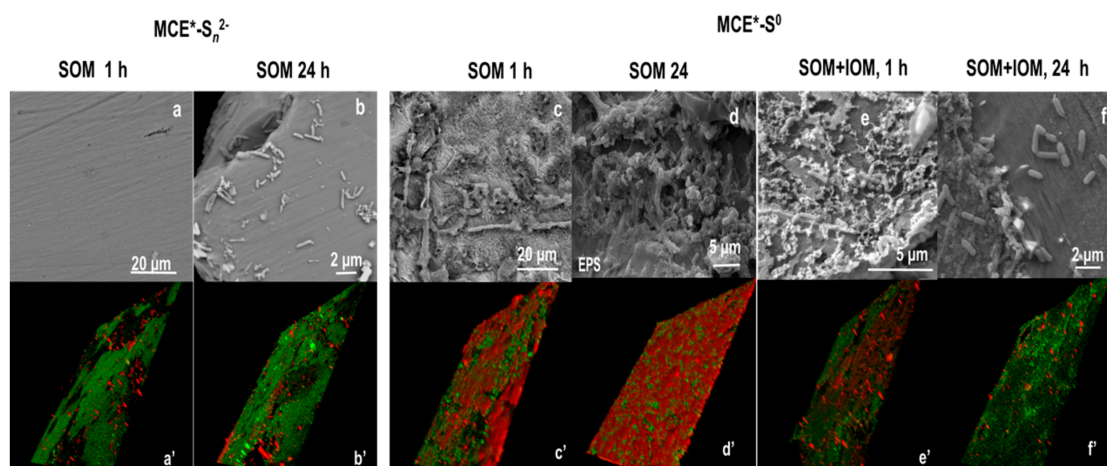 MCE*-Sₙ²⁻
MCE*-S⁰
SOM 1 h
SOM 24 h
SOM 1 h
SOM 24
SOM+IOM, 1 h
SOM+IOM, 24 h
a
b
c
d
e
f
20 µm
2 µm
20 µm
EPS
5 µm
5 µm
2 µm
a'
b'
c'
d'
e'
f'